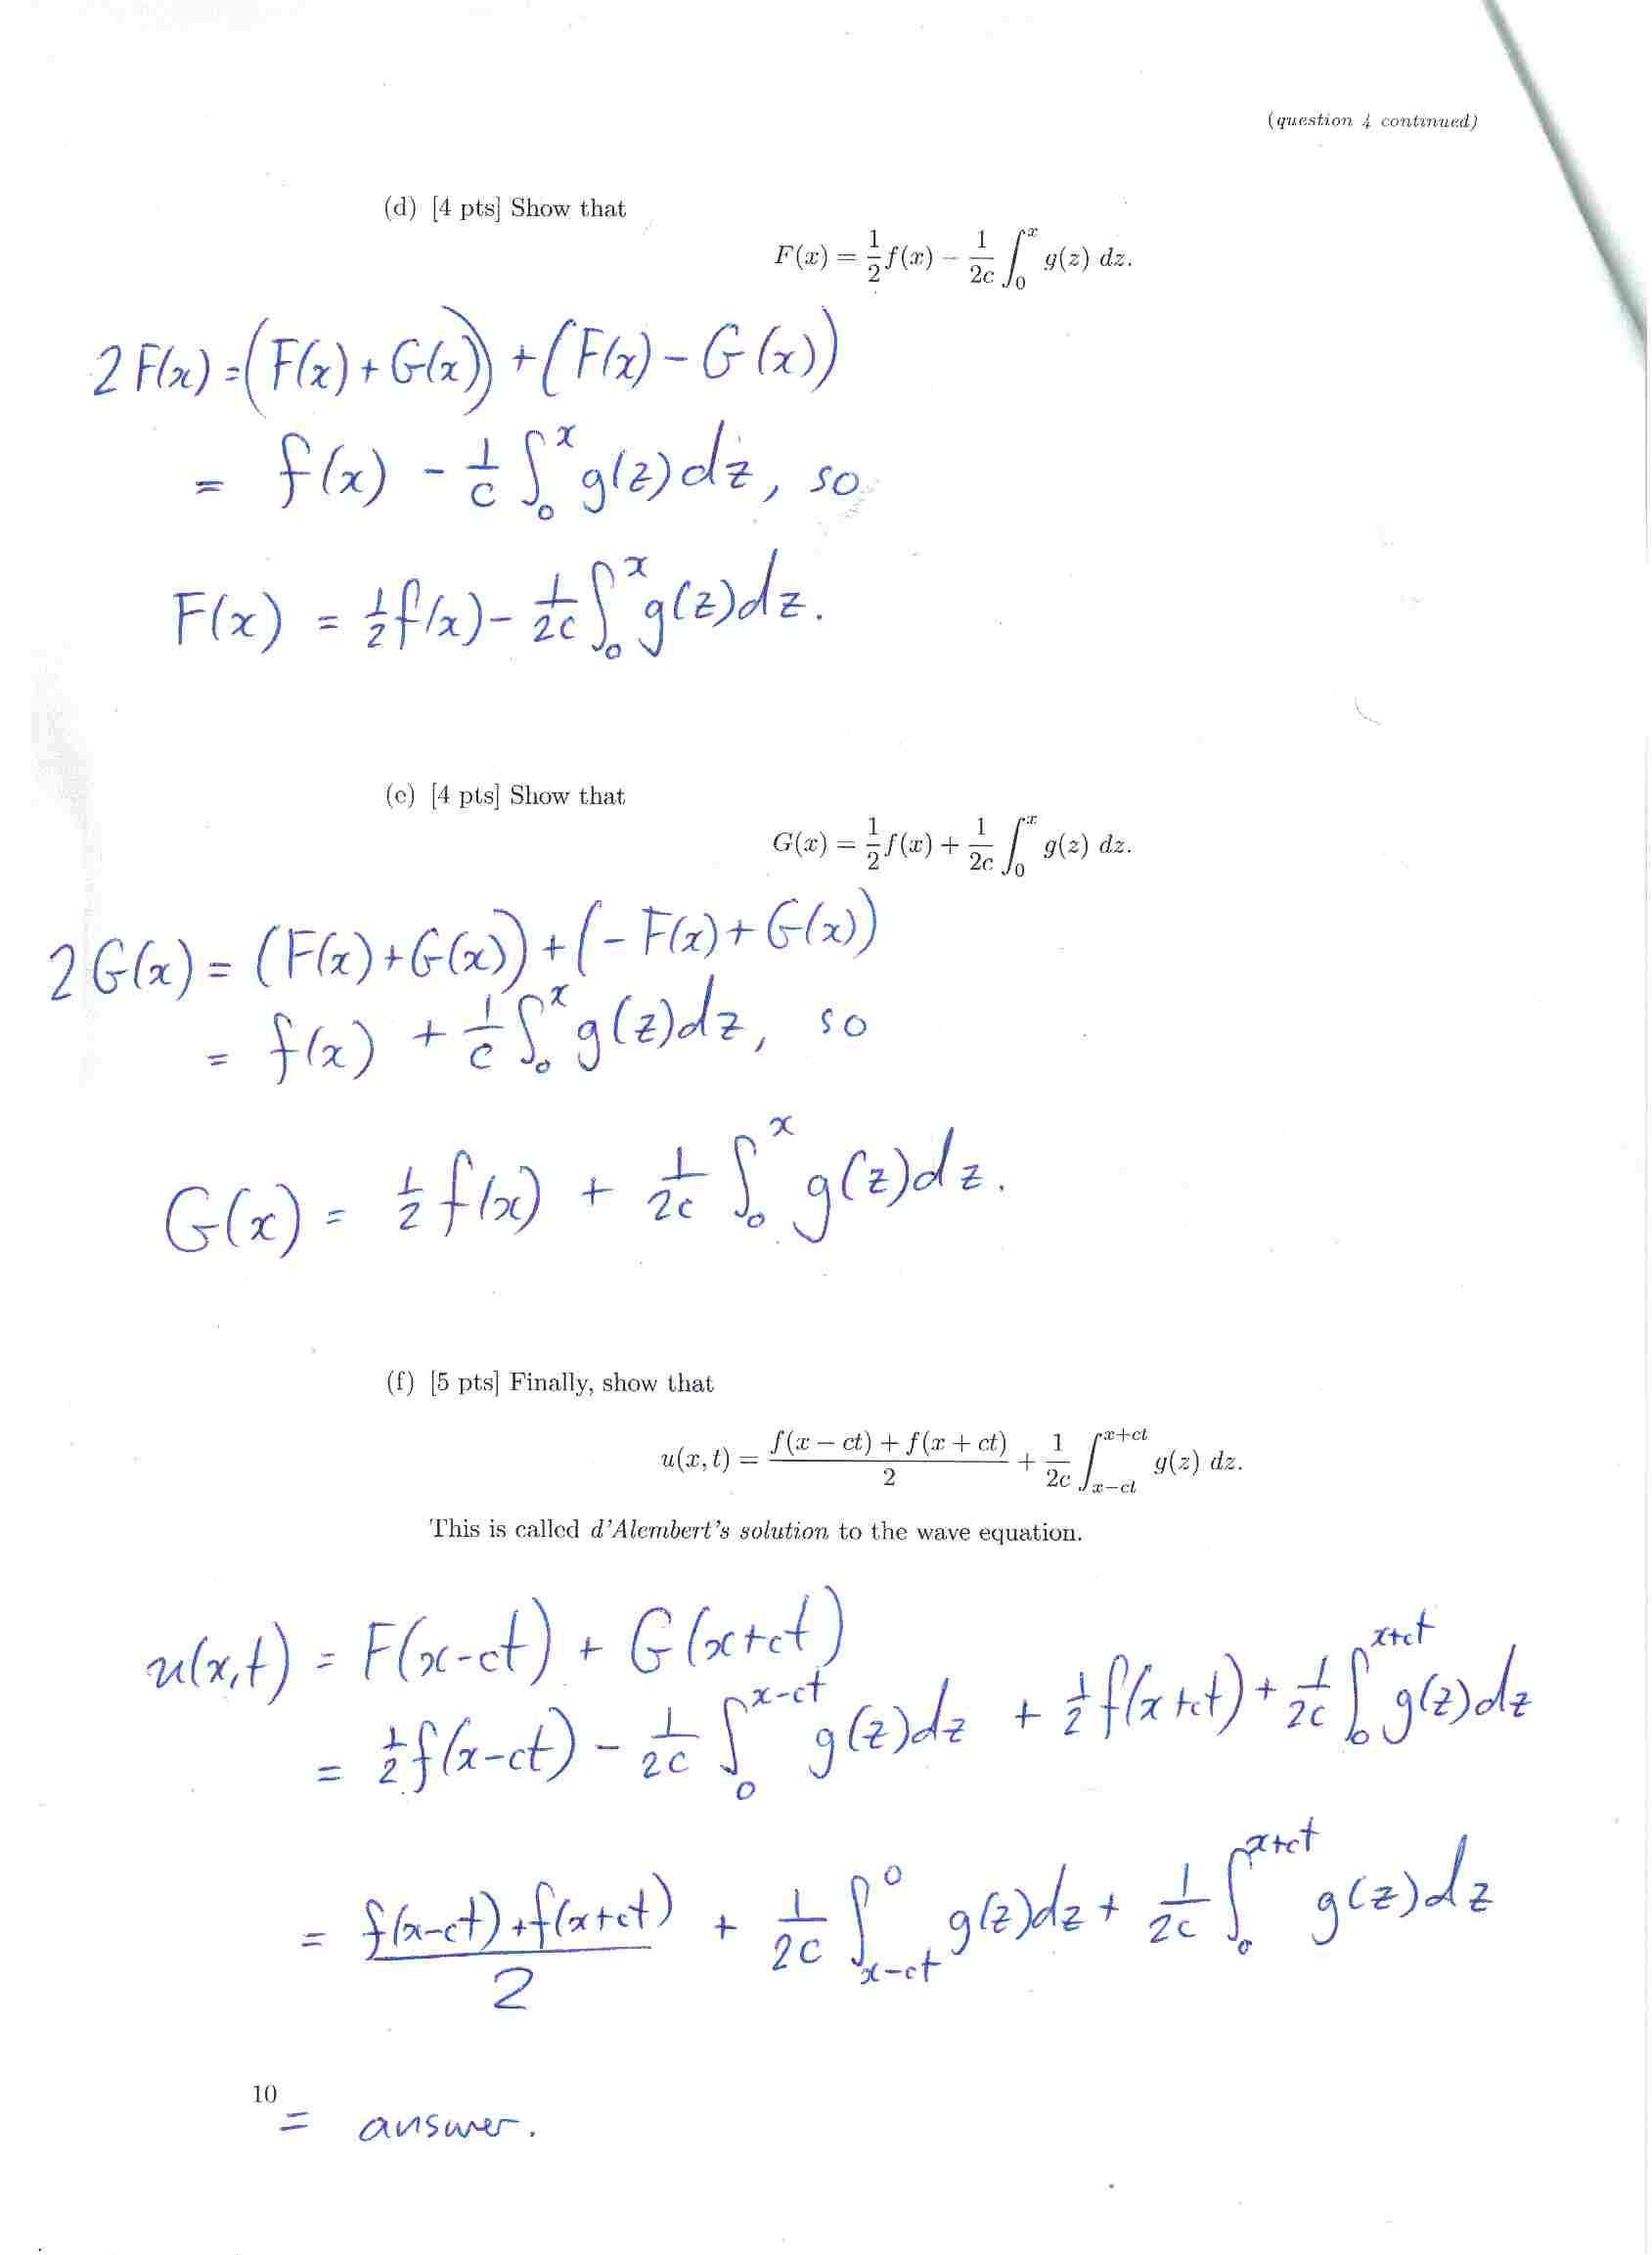 (question 4 continued)
(d) [4 pts] Show that
F(x) = \frac{1}{2} f(x) − \frac{1}{2c} \int_0^x g(z) dz.
2F(x) = (F(x) + G(x)) + (F(x) − G(x))
= f(x) − \frac{1}{c} \int_0^x g(z)dz, so
F(x) = \frac{1}{2} f(x) − \frac{1}{2c} \int_0^x g(z)dz.
(e) [4 pts] Show that
G(x) = \frac{1}{2} f(x) + \frac{1}{2c} \int_0^x g(z) dz.
2G(x) = (F(x) + G(x)) + (−F(x) + G(x))
= f(x) + \frac{1}{c} \int_0^x g(z)dz, so
G(x) = \frac{1}{2} f(x) + \frac{1}{2c} \int_0^x g(z)dz.
(f) [5 pts] Finally, show that
u(x, t) = \frac{f(x − ct) + f(x + ct)}{2} + \frac{1}{2c} \int_{x−ct}^{x+ct} g(z) dz.
This is called d'Alembert's solution to the wave equation.
u(x,t) = F(x−ct) + G(x+ct)
= \frac{1}{2} f(x−ct) − \frac{1}{2c} \int_0^{x−ct} g(z)dz + \frac{1}{2} f(x+ct) + \frac{1}{2c} \int_0^{x+ct} g(z)dz
= \frac{f(x−ct) + f(x+ct)}{2} + \frac{1}{2c} \int_{x−ct}^0 g(z)dz + \frac{1}{2c} \int_0^{x+ct} g(z)dz
10
= answer.